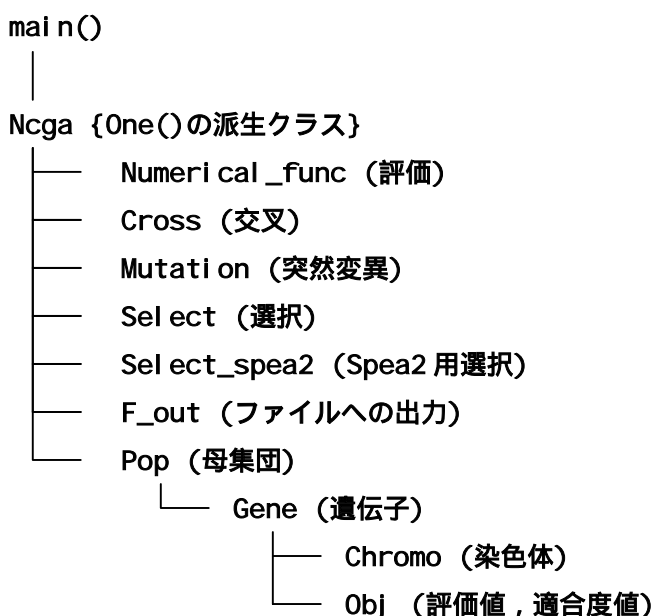 main()
Ncga {One()の派生クラス}
Numerical_func (評価)
Cross (交叉)
Mutation (突然変異)
Select (選択)
Select_spea2 (Spea2用選択)
F_out (ファイルへの出力)
Pop (母集団)
Gene (遺伝子)
Chromo (染色体)
Obj (評価値,適合度値)